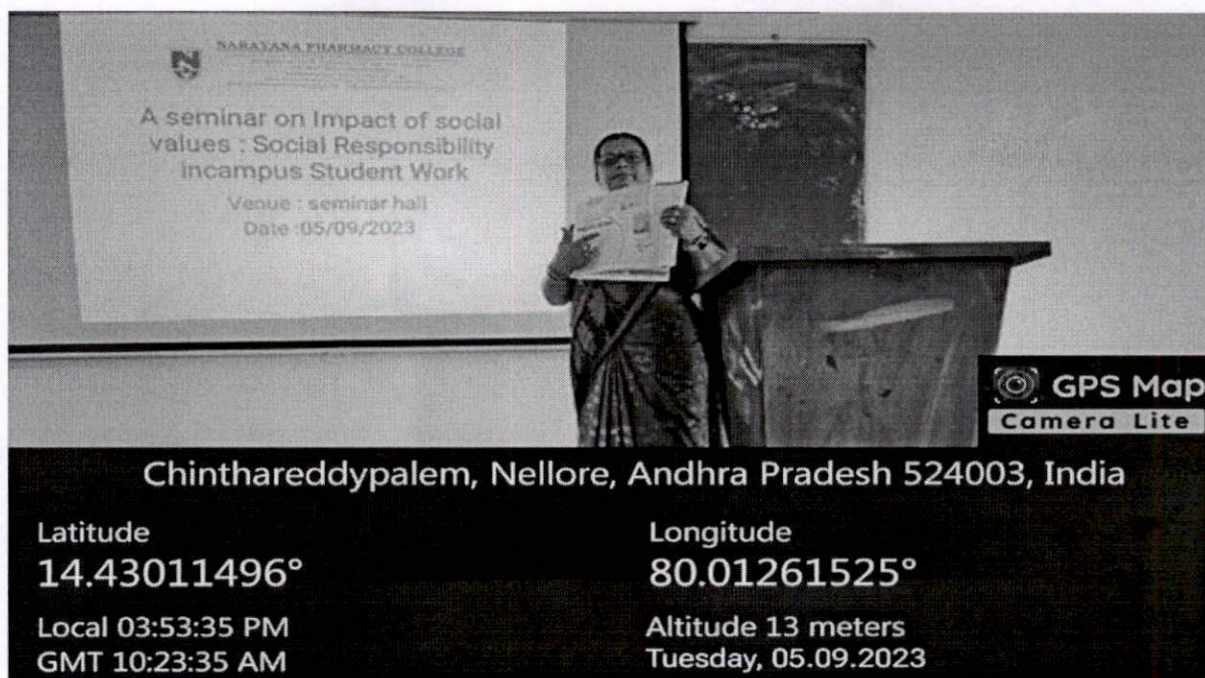 NARAYANA PHARMACY COLLEGE
A seminar on Impact of social
values : Social Responsibility
incampus Student Work
Venue : seminar hall
Date :05/09/2023
GPS Map
Camera Lite
Chinthareddypalem, Nellore, Andhra Pradesh 524003, India
Latitude
14.43011496°
Longitude
80.01261525°
Local 03:53:35 PM
GMT 10:23:35 AM
Altitude 13 meters
Tuesday, 05.09.2023